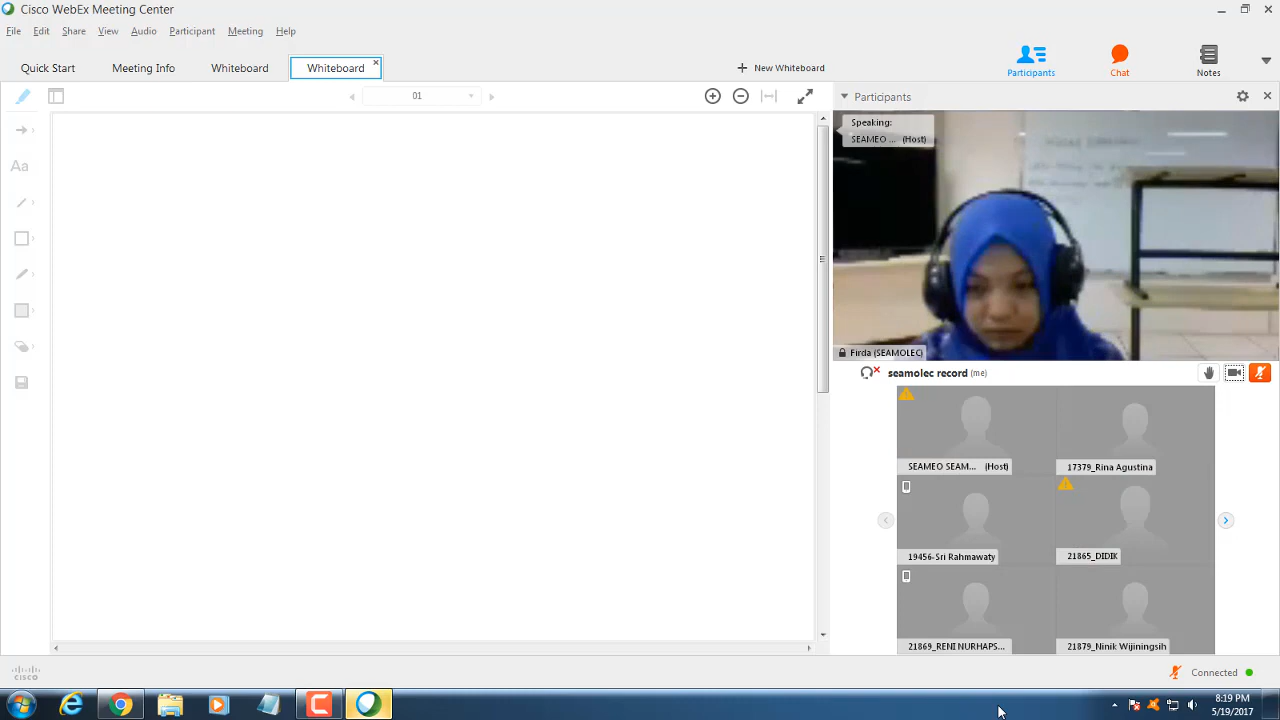 Cisco WebEx Meeting Center
File Edit Share View Audio Participant Meeting Help
Quick Start Meeting Info Whiteboard Whiteboard New Whiteboard
Participants Chat Notes
01
Participants
Speaking:
SEAMEO ... (Host)
Aa
Firda (SEAMOLEC)
seamolec record (me)
SEAMEO SEAM... (Host) 17379_Rina Agustina
19456-Sri Rahmawaty 21865_DIDIK
21869_RENI NURHAPS... 21879_Ninik Wijiningsih
Connected
8:19 PM
5/19/2017